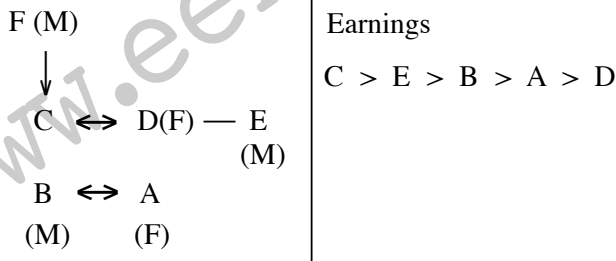 F (M)
C ⟷ D(F) — E
(M)
B ⟷ A
(M) (F)
Earnings
C > E > B > A > D